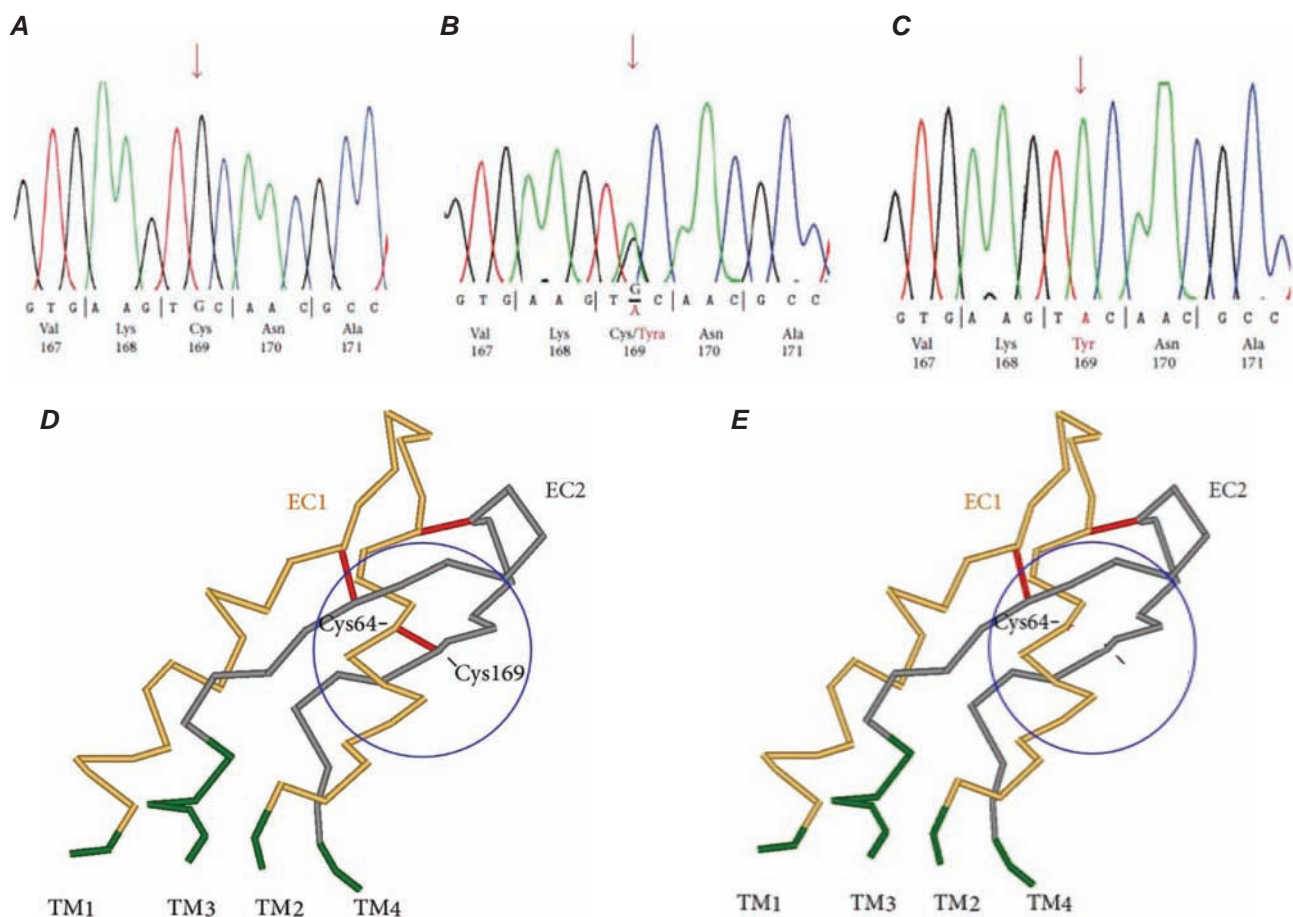 A
B
C
G T G | A A G | T G C | A A C | G C C
Val Lys Cys Asn Ala
167 168 169 170 171
G
G T G | A A G | T C | A A C | G C C
A
Val Lys Cys/Tyra Asn Ala
167 168 169 170 171
G T G | A A G | T A C | A A C | G C C
Val Lys Tyr Asn Ala
167 168 169 170 171
D
EC1
EC2
Cys64-
Cys169
TM1 TM3 TM2 TM4
E
EC1
EC2
Cys64-
TM1 TM3 TM2 TM4